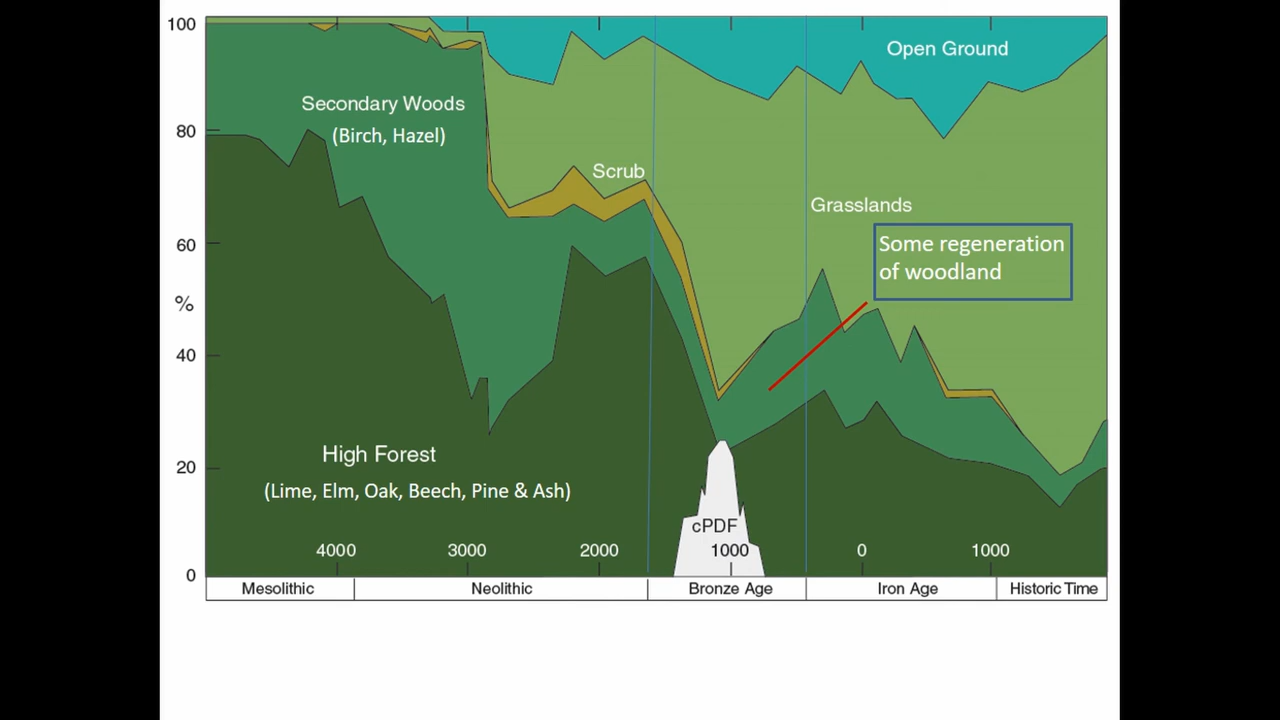 100
Open Ground
Secondary Woods
80
(Birch, Hazel)
Scrub
Grasslands
60
Some regeneration
of woodland
%
40
High Forest
20
(Lime, Elm, Oak, Beech, Pine & Ash)
cPDF
4000 3000 2000 1000 0 1000
0
Mesolithic Neolithic Bronze Age Iron Age Historic Time